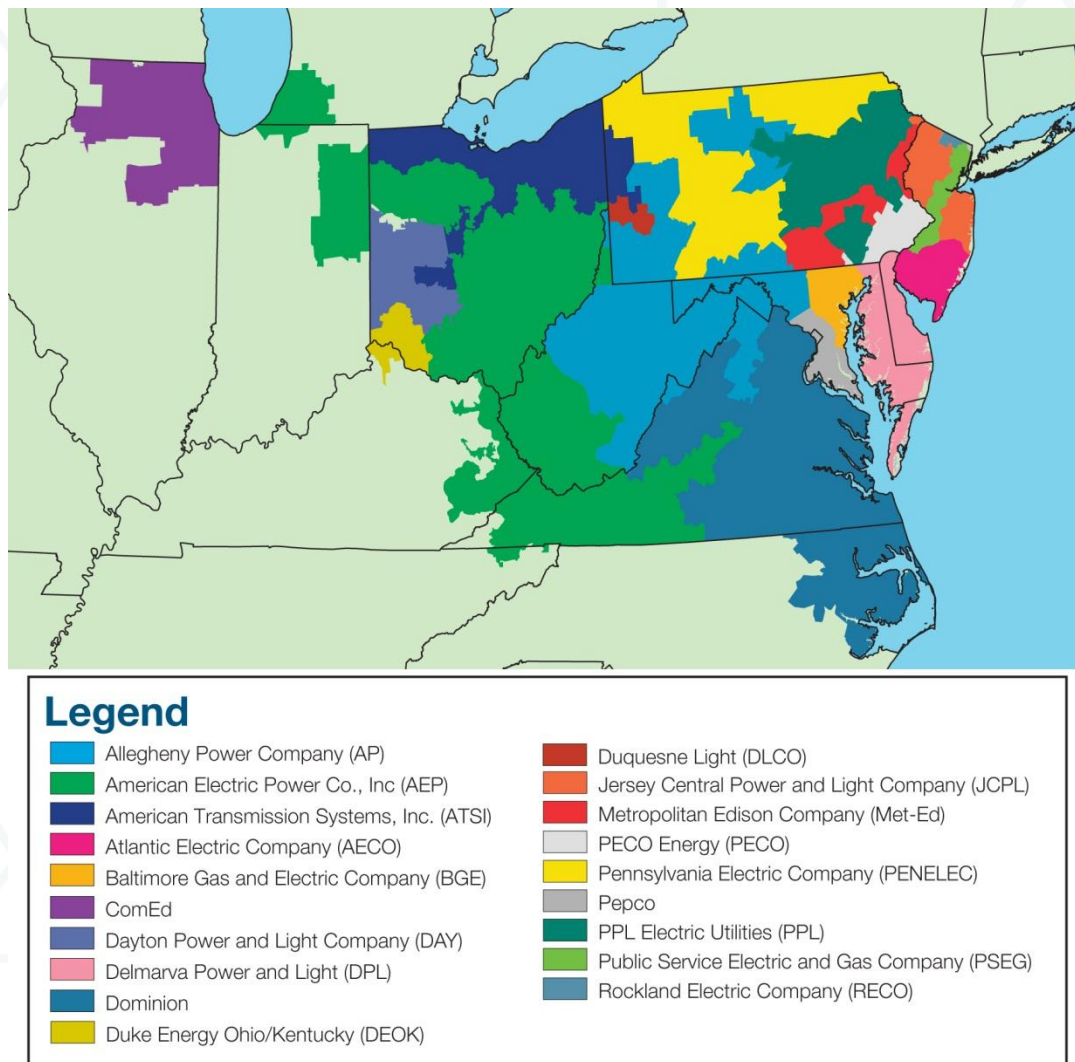 Legend
Allegheny Power Company (AP)
American Electric Power Co., Inc (AEP)
American Transmission Systems, Inc. (ATSI)
Atlantic Electric Company (AECO)
Baltimore Gas and Electric Company (BGE)
ComEd
Dayton Power and Light Company (DAY)
Delmarva Power and Light (DPL)
Dominion
Duke Energy Ohio/Kentucky (DEOK)
Duquesne Light (DLCO)
Jersey Central Power and Light Company (JCPL)
Metropolitan Edison Company (Met-Ed)
PECO Energy (PECO)
Pennsylvania Electric Company (PENELEC)
Pepco
PPL Electric Utilities (PPL)
Public Service Electric and Gas Company (PSEG)
Rockland Electric Company (RECO)